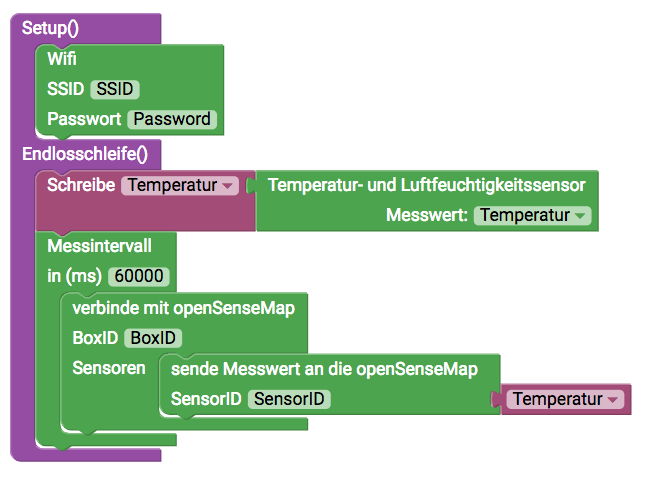 Setup()
Wifi
SSID SSID
Passwort Password
Endlosschleife()
Schreibe Temperatur Temperatur- und Luftfeuchtigkeitssensor
Messwert: Temperatur
Messintervall
in (ms) 60000
verbinde mit openSenseMap
BoxID BoxID
Sensoren sende Messwert an die openSenseMap
SensorID SensorID Temperatur